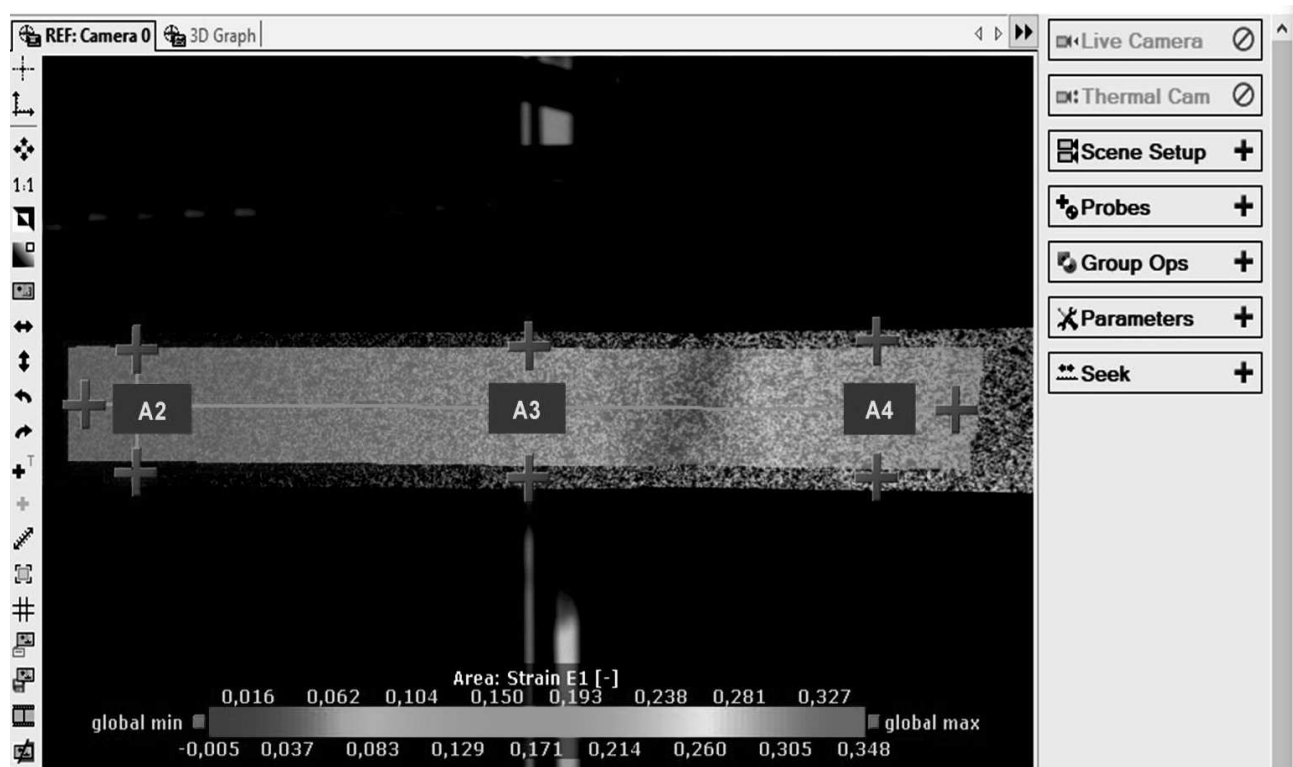 REF: Camera 0 3D Graph
Live Camera
Thermal Cam
1:1
Scene Setup
Probes
Group Ops
Parameters
Seek
A2 A3 A4
T
Area: Strain E1 [-]
0,016 0,062 0,104 0,150 0,193 0,238 0,281 0,327
global min global max
-0,005 0,037 0,083 0,129 0,171 0,214 0,260 0,305 0,348